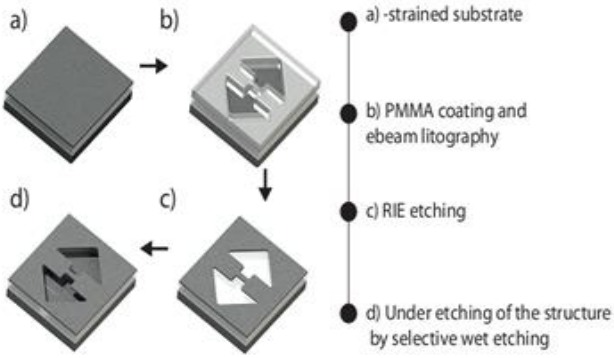 a)
b)
d)
c)
a) -strained substrate
b) PMMA coating and
ebeam litography
c) RIE etching
d) Under etching of the structure
by selective wet etching